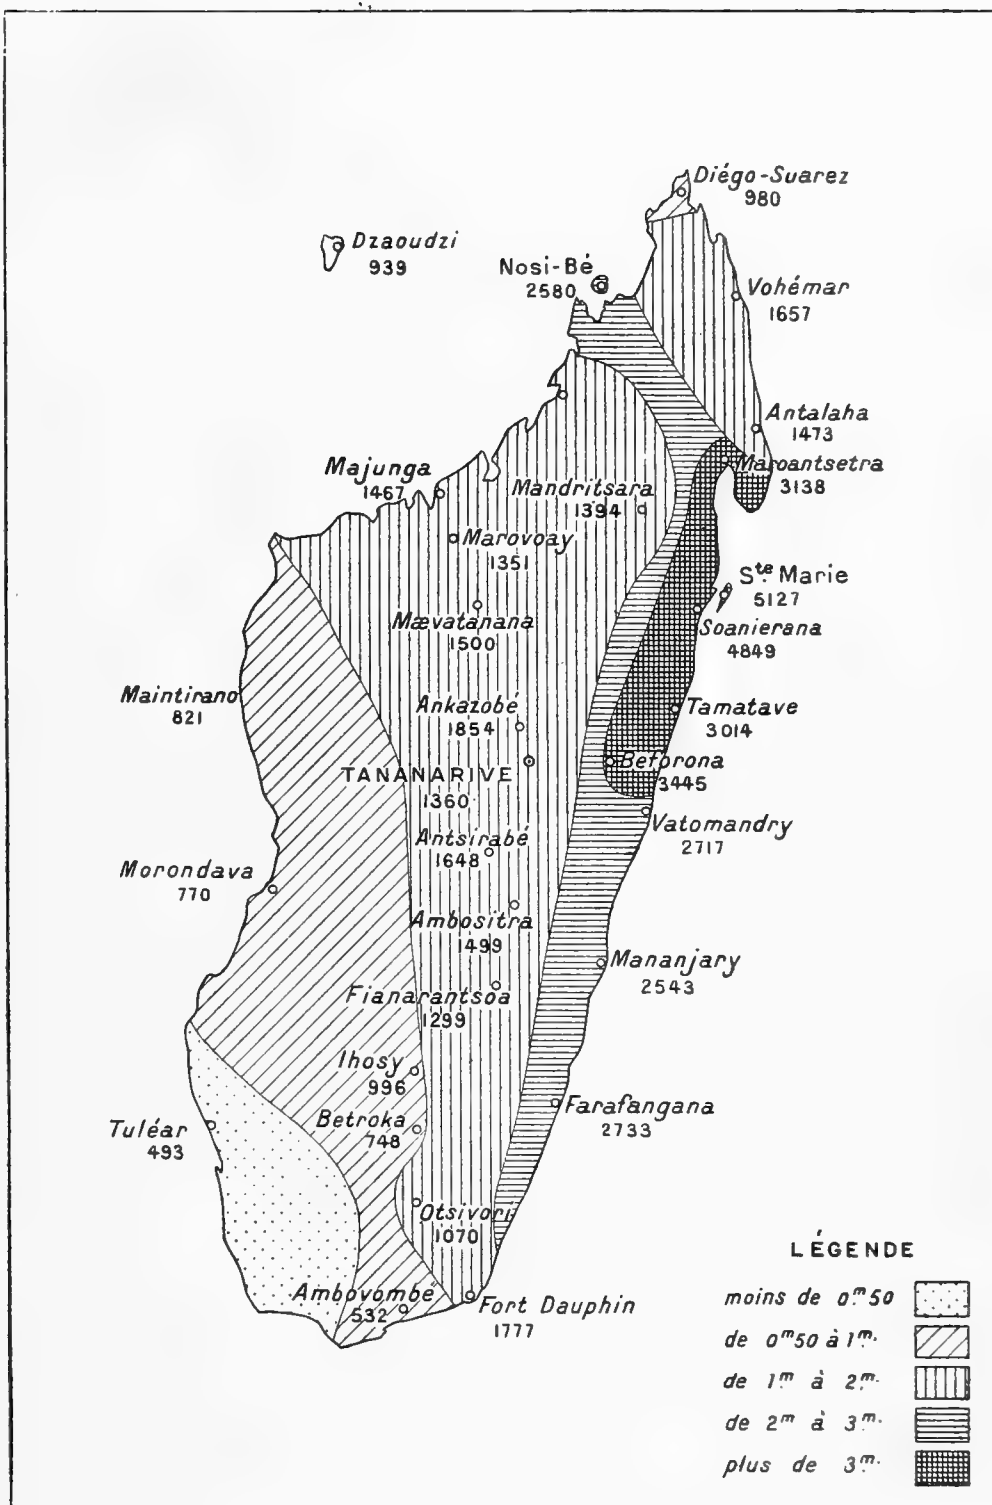 Diégo-Suarez
980
Dzaoudzi
939
Nosi-Bé
2580
Vohémar
1657
Antalaha
1473
Maroantsetra
3138
Majunga
1467
Mandritsara
1394
Marovoay
1351
Ste Marie
5127
Soanierana
4849
Mævatanana
1500
Maintirano
821
Ankazobé
1854
Tamatave
3014
TANANARIVE
1360
Beforona
3445
Vatomandry
2717
Antsirabé
1648
Morondava
770
Ambositra
1499
Mananjary
2543
Fianarantsoa
1299
Ihosy
996
Betroka
748
Farafangana
2733
Tuléar
493
Otsivori
1070
Ambovombé
532
Fort Dauphin
1777
LÉGENDE
moins de 0m.50
de 0m50 à 1m.
de 1m à 2m.
de 2m à 3m.
plus de 3m.